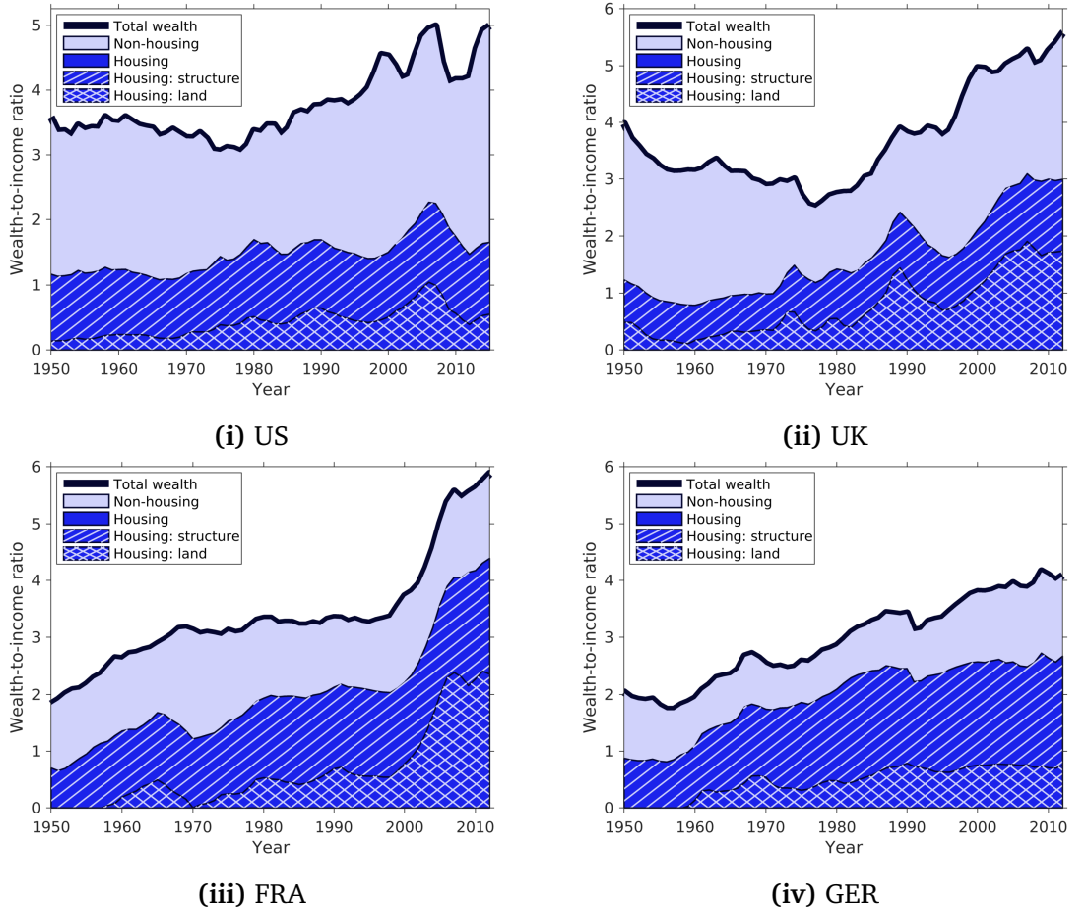 Total wealth
Non-housing
Housing
Housing: structure
Housing: land
Wealth-to-income ratio
5
4
3
2
1
0
1950 1960 1970 1980 1990 2000 2010
Year
(i) US
Total wealth
Non-housing
Housing
Housing: structure
Housing: land
Wealth-to-income ratio
6
5
4
3
2
1
0
1950 1960 1970 1980 1990 2000 2010
Year
(ii) UK
Total wealth
Non-housing
Housing
Housing: structure
Housing: land
Wealth-to-income ratio
6
5
4
3
2
1
0
1950 1960 1970 1980 1990 2000 2010
Year
(iii) FRA
Total wealth
Non-housing
Housing
Housing: structure
Housing: land
Wealth-to-income ratio
6
5
4
3
2
1
0
1950 1960 1970 1980 1990 2000 2010
Year
(iv) GER